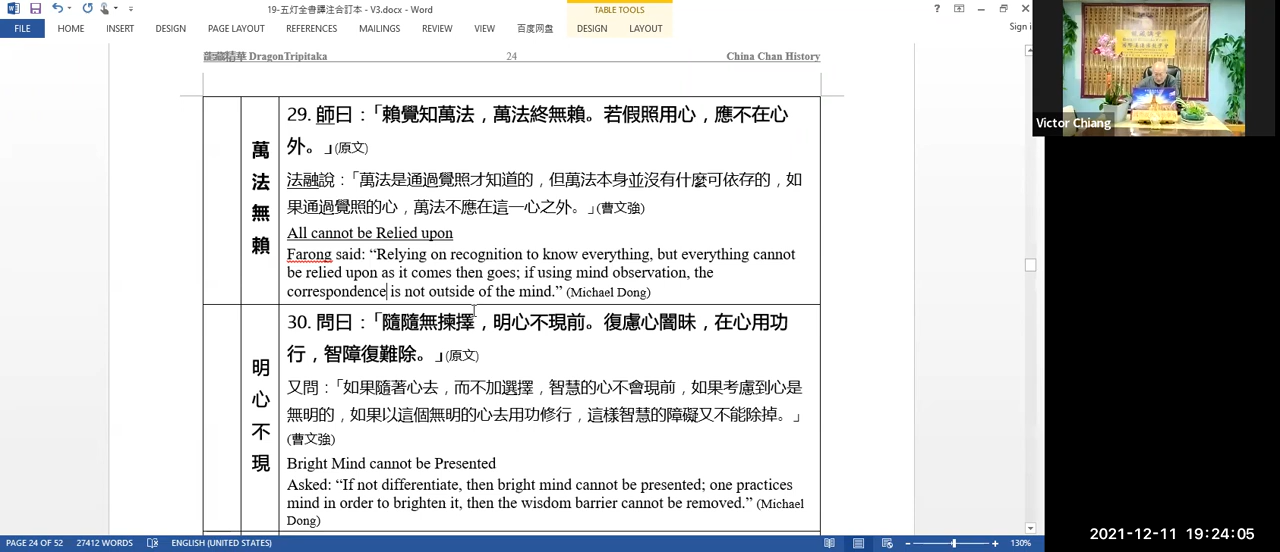 19-五灯全書譯注合訂本 - V3.docx - Word
TABLE TOOLS
Sign i
FILE HOME INSERT DESIGN PAGE LAYOUT REFERENCES MAILINGS REVIEW VIEW 百度网盘 DESIGN LAYOUT
龍藏精華 DragonTripitaka 24 China Chan History
萬法無賴
29. 師曰：「賴覺知萬法，萬法終無賴。若假照用心，應不在心
外。」(原文)
法融說：「萬法是通過覺照才知道的，但萬法本身並沒有什麼可依存的，如
果通過覺照的心，萬法不應在這一心之外。」(曹文強)
All cannot be Relied upon
Farong said: “Relying on recognition to know everything, but everything cannot
be relied upon as it comes then goes; if using mind observation, the
correspondence is not outside of the mind.” (Michael Dong)
明心不現
30. 問曰：「隨隨無揀擇，明心不現前。復慮心闇昧，在心用功
行，智障復難除。」(原文)
又問：「如果隨著心去，而不加選擇，智慧的心不會現前，如果考慮到心是
無明的，如果以這個無明的心去用功修行，這樣智慧的障礙又不能除掉。」
(曹文強)
Bright Mind cannot be Presented
Asked: “If not differentiate, then bright mind cannot be presented; one practices
mind in order to brighten it, then the wisdom barrier cannot be removed.” (Michael
Dong)
PAGE 24 OF 52 27412 WORDS ENGLISH (UNITED STATES) 130%
Victor Chiang
2021-12-11 19:24:05